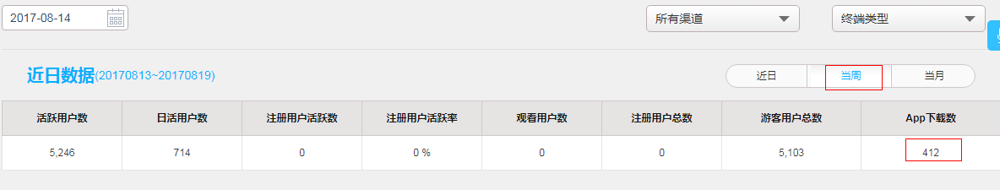 2017-08-14
所有渠道
终端类型
近日数据(20170813~20170819)
近日
当周
当月
活跃用户数 日活用户数 注册用户活跃数 注册用户活跃率 观看用户数 注册用户总数 游客用户总数 App下载数
5,246 714 0 0 % 0 0 5,103 412